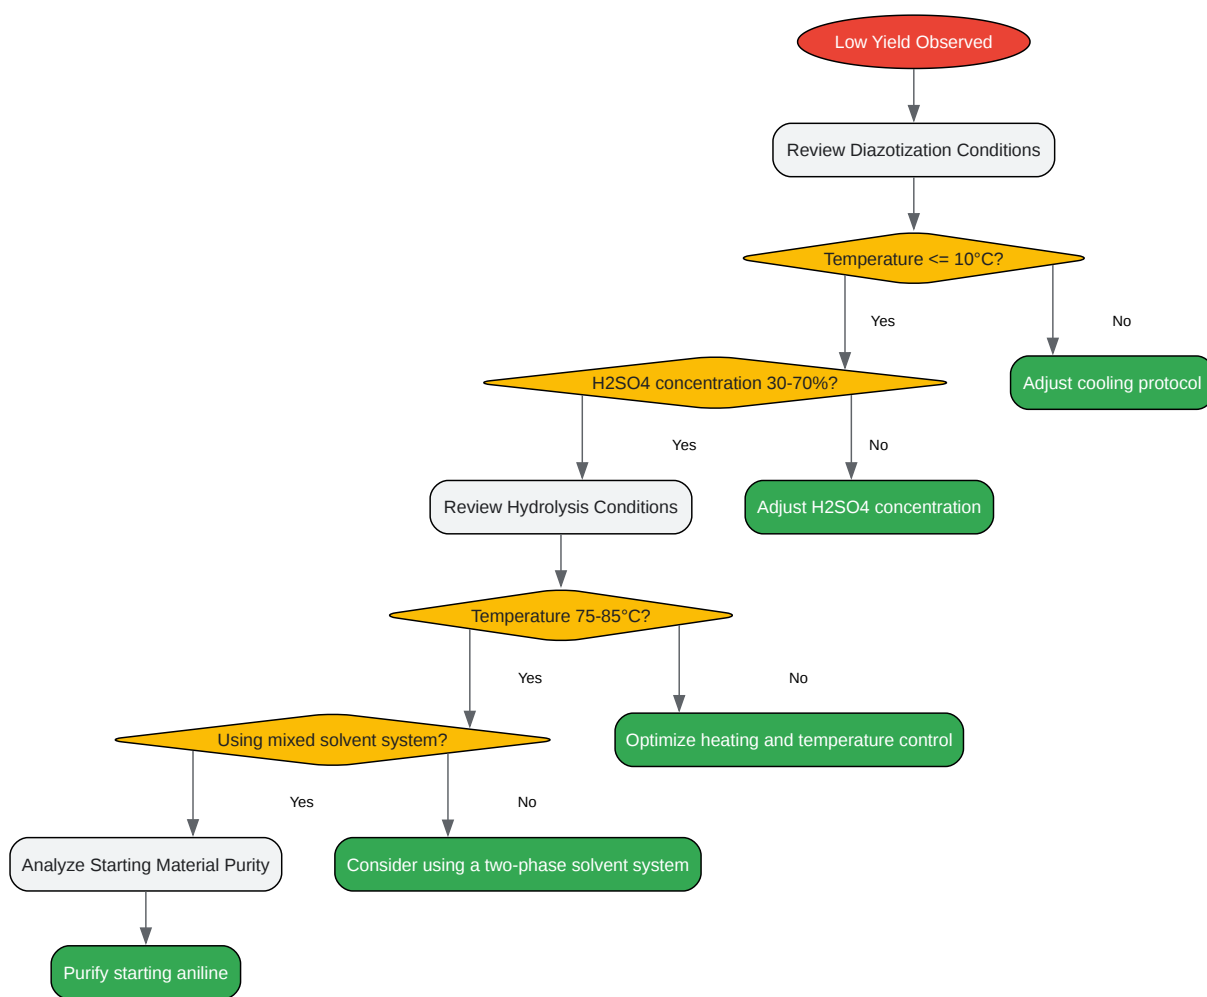 Low Yield Observed
Review Diazotization Conditions
Temperature <= 10°C?
Yes
No
H2SO4 concentration 30-70%?
Adjust cooling protocol
Yes
No
Review Hydrolysis Conditions
Adjust H2SO4 concentration
Temperature 75-85°C?
Yes
No
Using mixed solvent system?
Optimize heating and temperature control
Yes
No
Analyze Starting Material Purity
Consider using a two-phase solvent system
Purify starting aniline